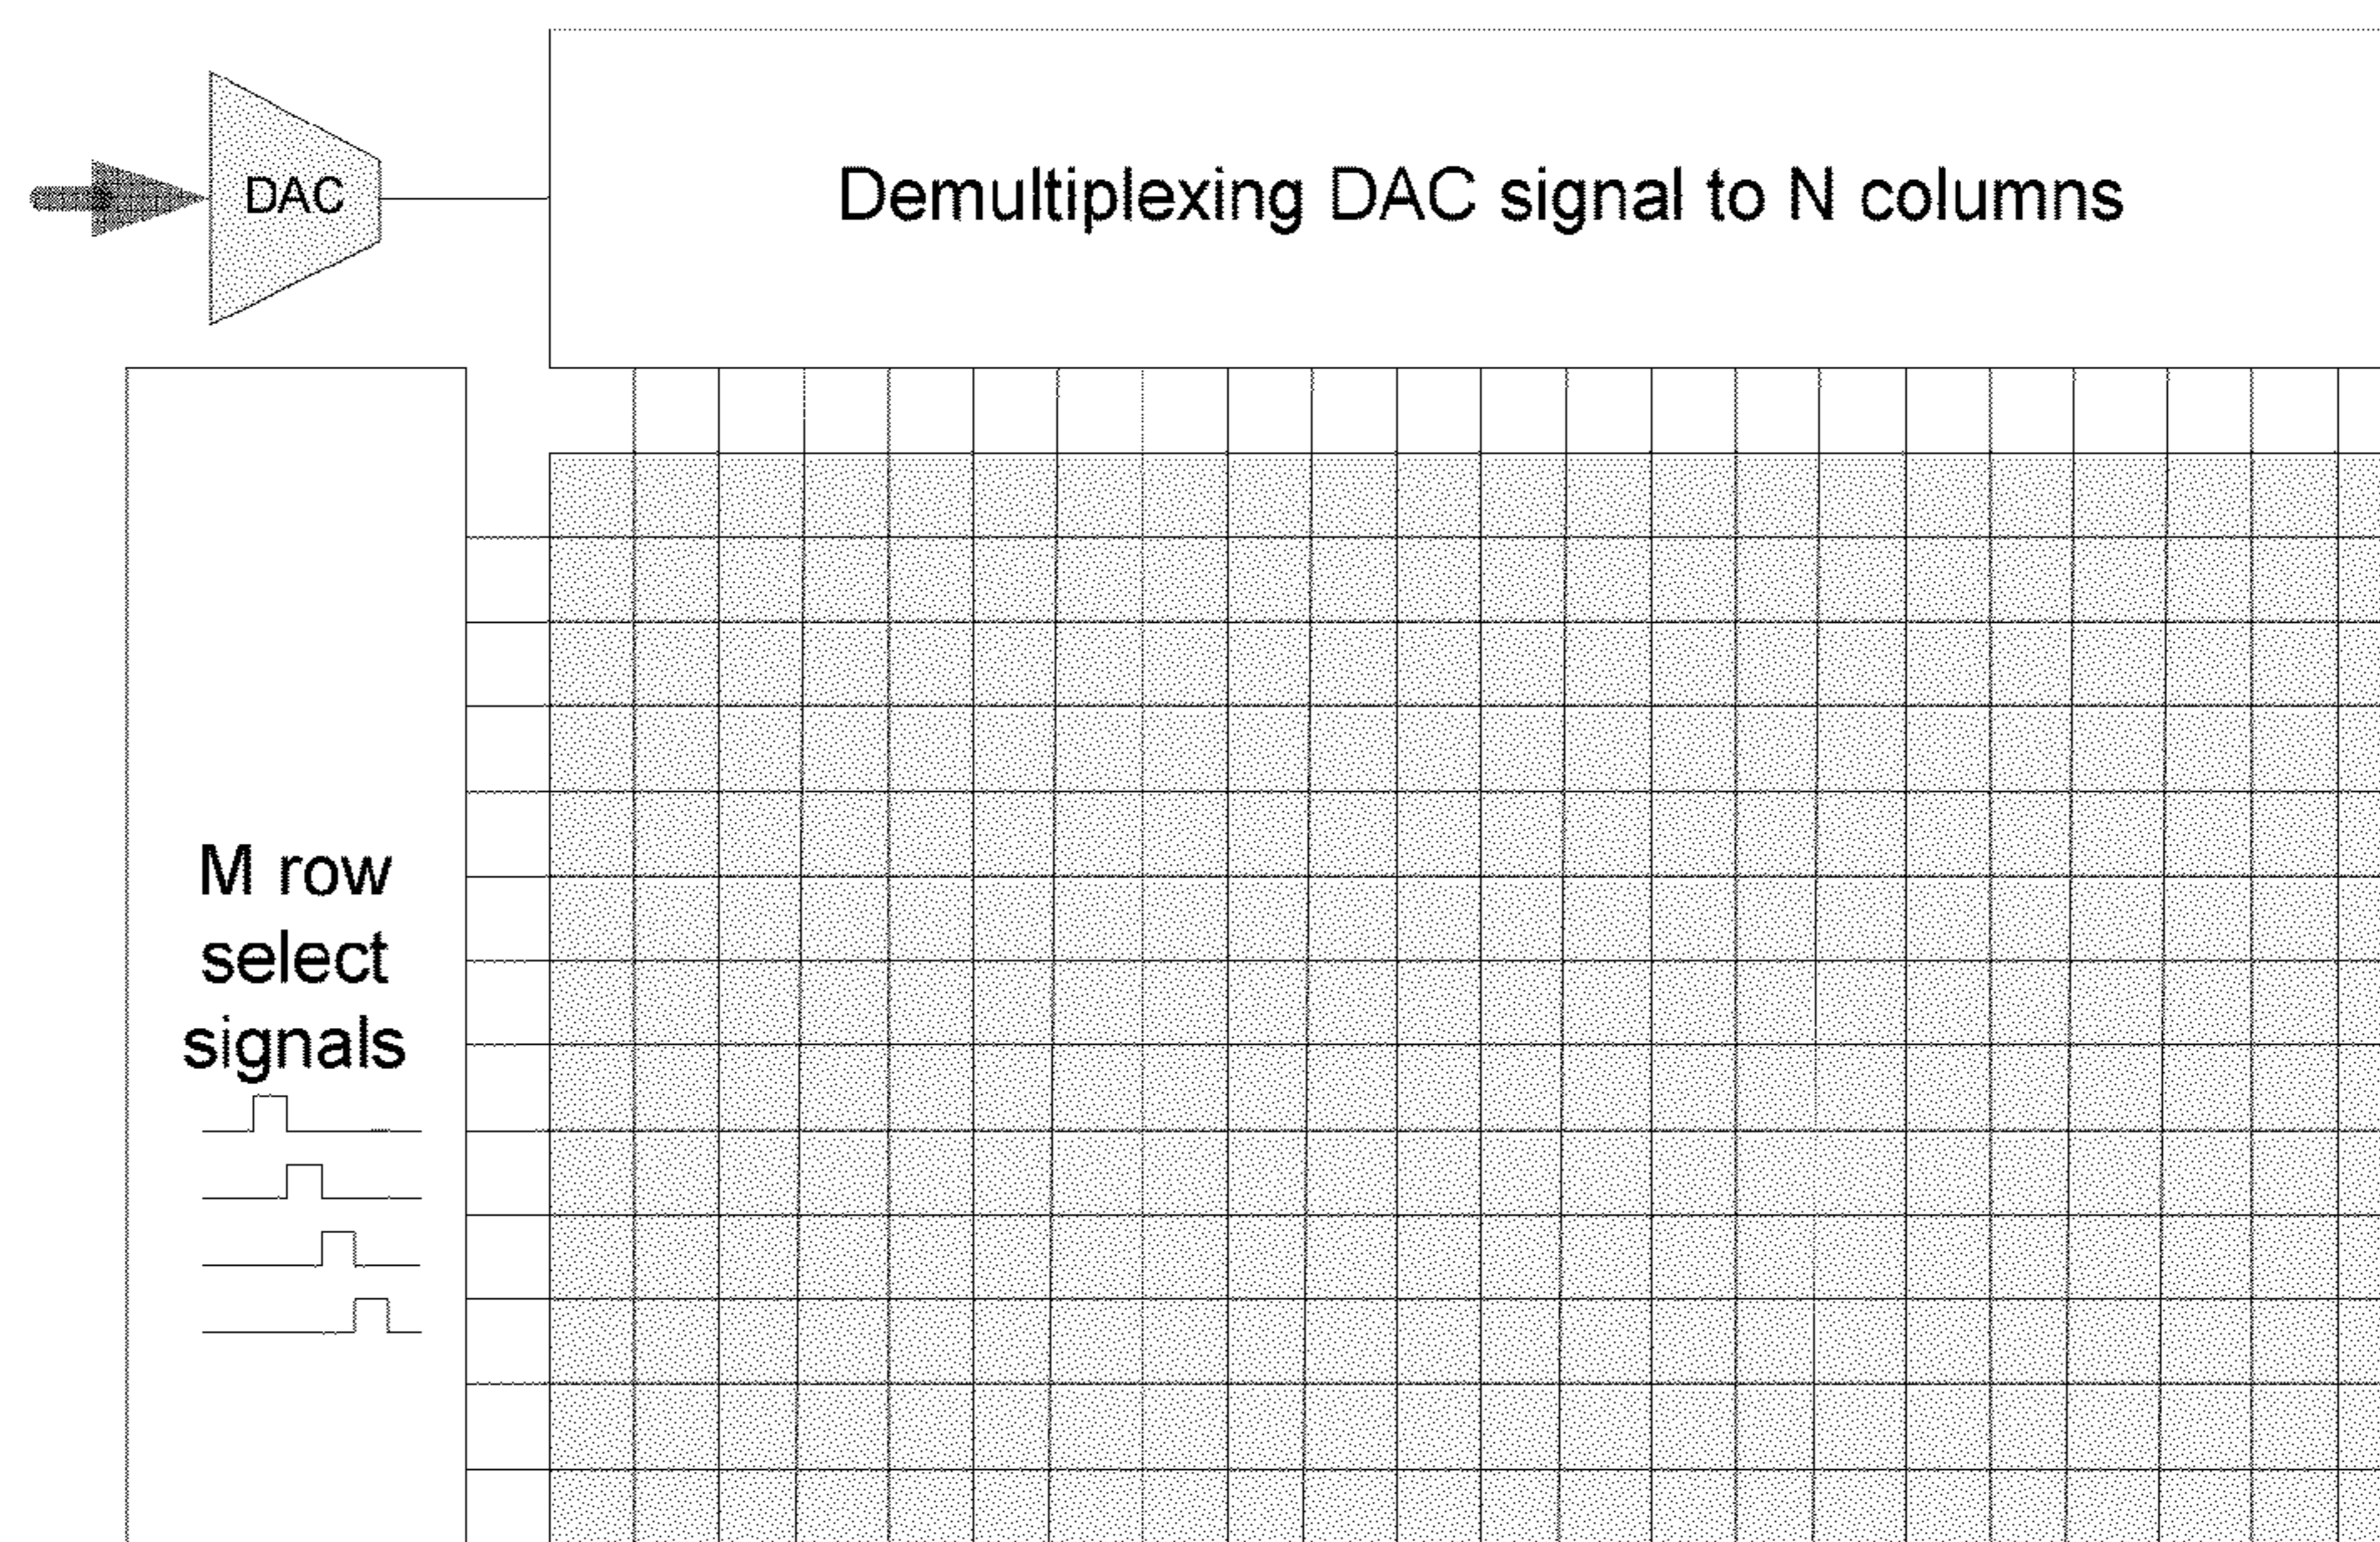 DAC
Demultiplexing DAC signal to N columns
M row
select
signals